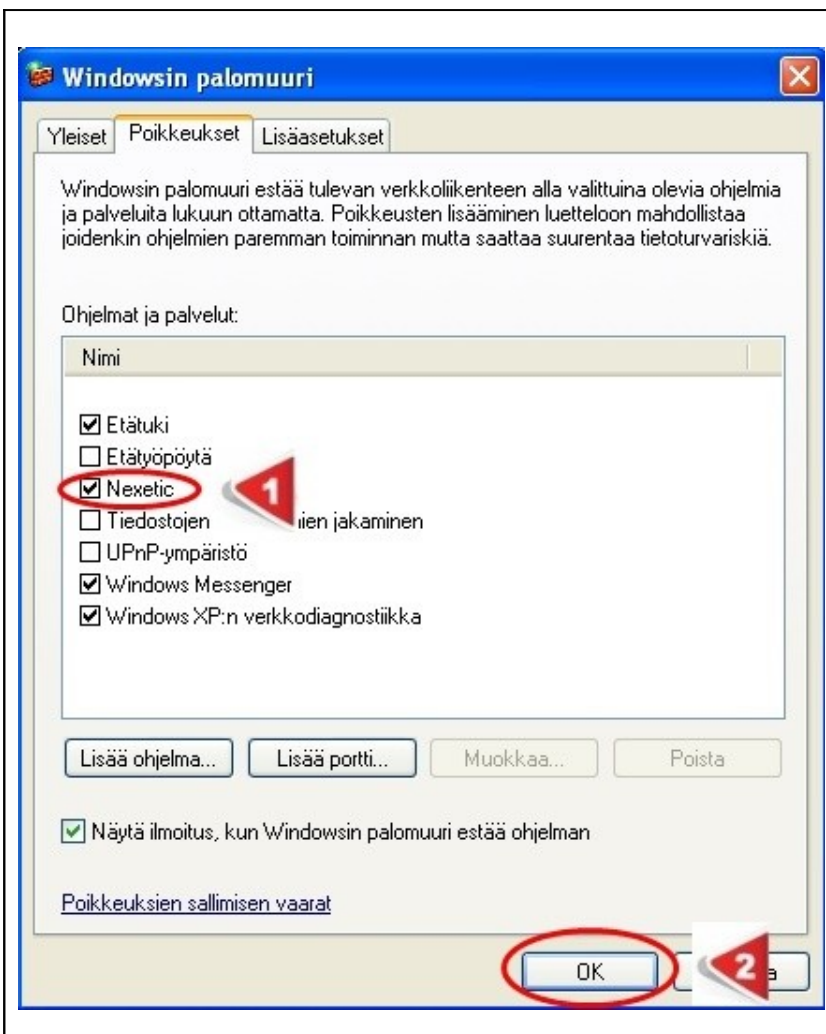 Windowsin palomuuri
Yleiset Poikkeukset Lisäasetukset
Windowsin palomuuri estää tulevan verkkoliikenteen alla valittuina olevia ohjelmia
ja palveluita lukuun ottamatta. Poikkeusten lisääminen luetteloon mahdollistaa
joidenkin ohjelmien paremman toiminnan mutta saattaa suurentaa tietoturvariskiä.
Ohjelmat ja palvelut:
Nimi
Etätuki
Etätyöpöytä
Nexetic
1
Tiedostojen jakaminen
UPnP-ympäristö
Windows Messenger
Windows XP:n verkkodiagnostiikka
Lisää ohjelma... Lisää portti... Muokkaa... Poista
Näytä ilmoitus, kun Windowsin palomuuri estää ohjelman
Poikkeuksien sallimisen vaarat
OK 2